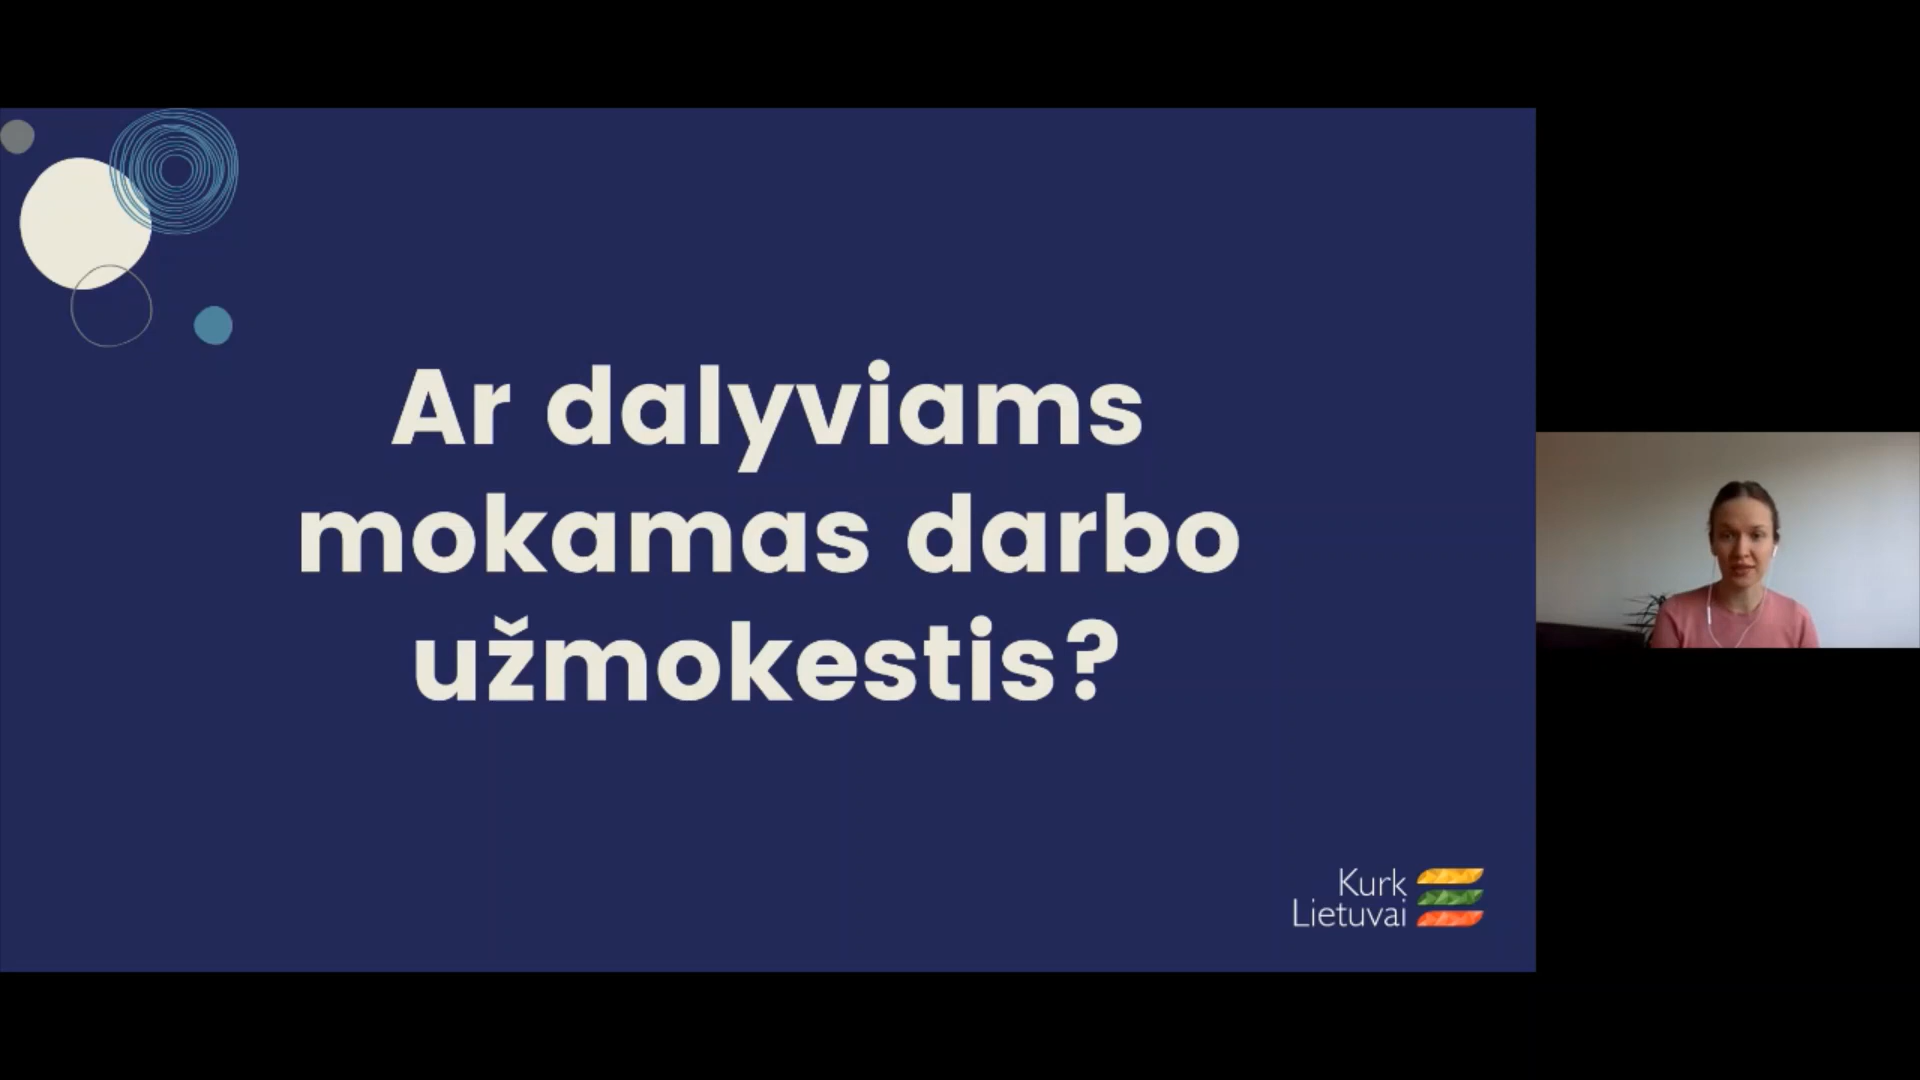 Ar dalyviams
mokamas darbo
užmokestis?
Kurk
Lietuvai